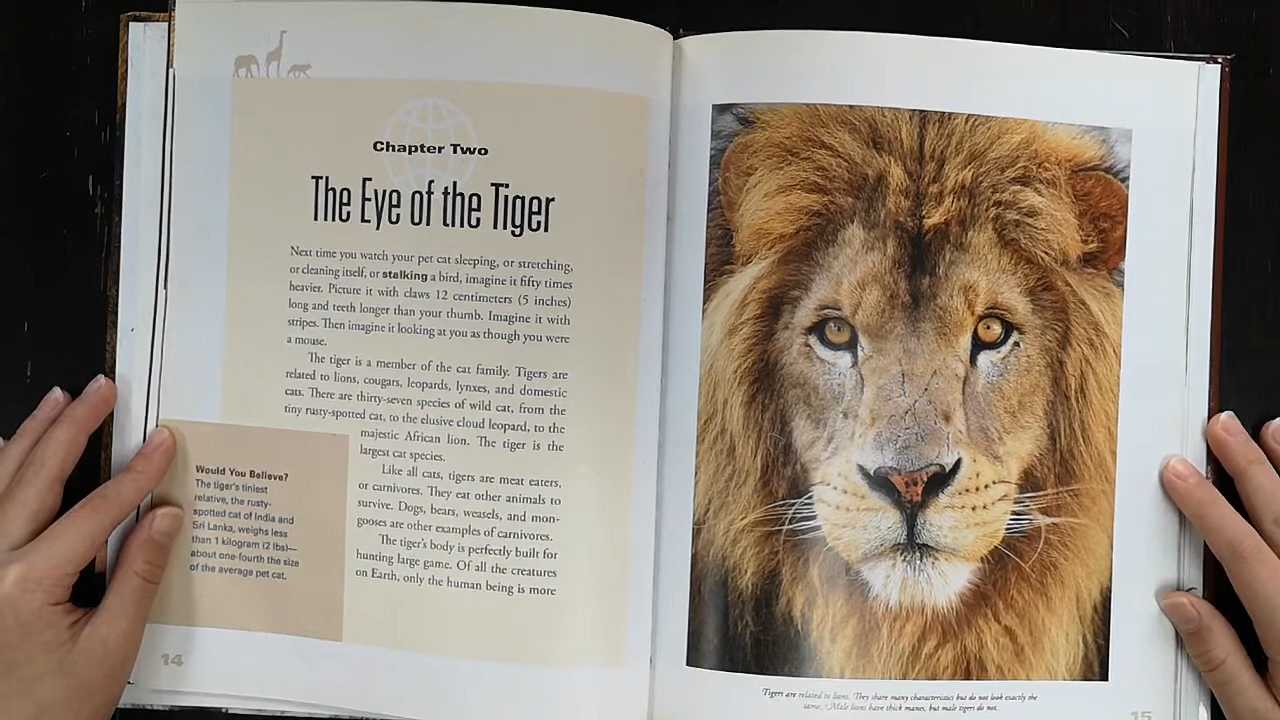 Chapter Two
The Eye of the Tiger
Next time you watch your pet cat sleeping, or stretching,
or cleaning itself, or stalking a bird, imagine it fifty times
heavier. Picture it with claws 12 centimeters (5 inches)
long and teeth longer than your thumb. Imagine it with
stripes. Then imagine it looking at you as though you were
a mouse.
The tiger is a member of the cat family. Tigers are
related to lions, cougars, leopards, lynxes, and domestic
cats. There are thirty-seven species of wild cat, from the
tiny rusty-spotted cat, to the elusive cloud leopard, to the
majestic African lion. The tiger is the
largest cat species.
Like all cats, tigers are meat eaters,
or carnivores. They eat other animals to
survive. Dogs, bears, weasels, and mon-
gooses are other examples of carnivores.
The tiger's body is perfectly built for
hunting large game. Of all the creatures
on Earth, only the human being is more
Would You Believe?
The tiger's tiniest
relative, the rusty-
spotted cat of India and
Sri Lanka, weighs less
than 1 kilogram (2 lbs)—
about one-fourth the size
of the average pet cat.
14
Tigers are related to lions. They share many characteristics but do not look exactly the
same. Male lions have thick manes, but male tigers do not.
15